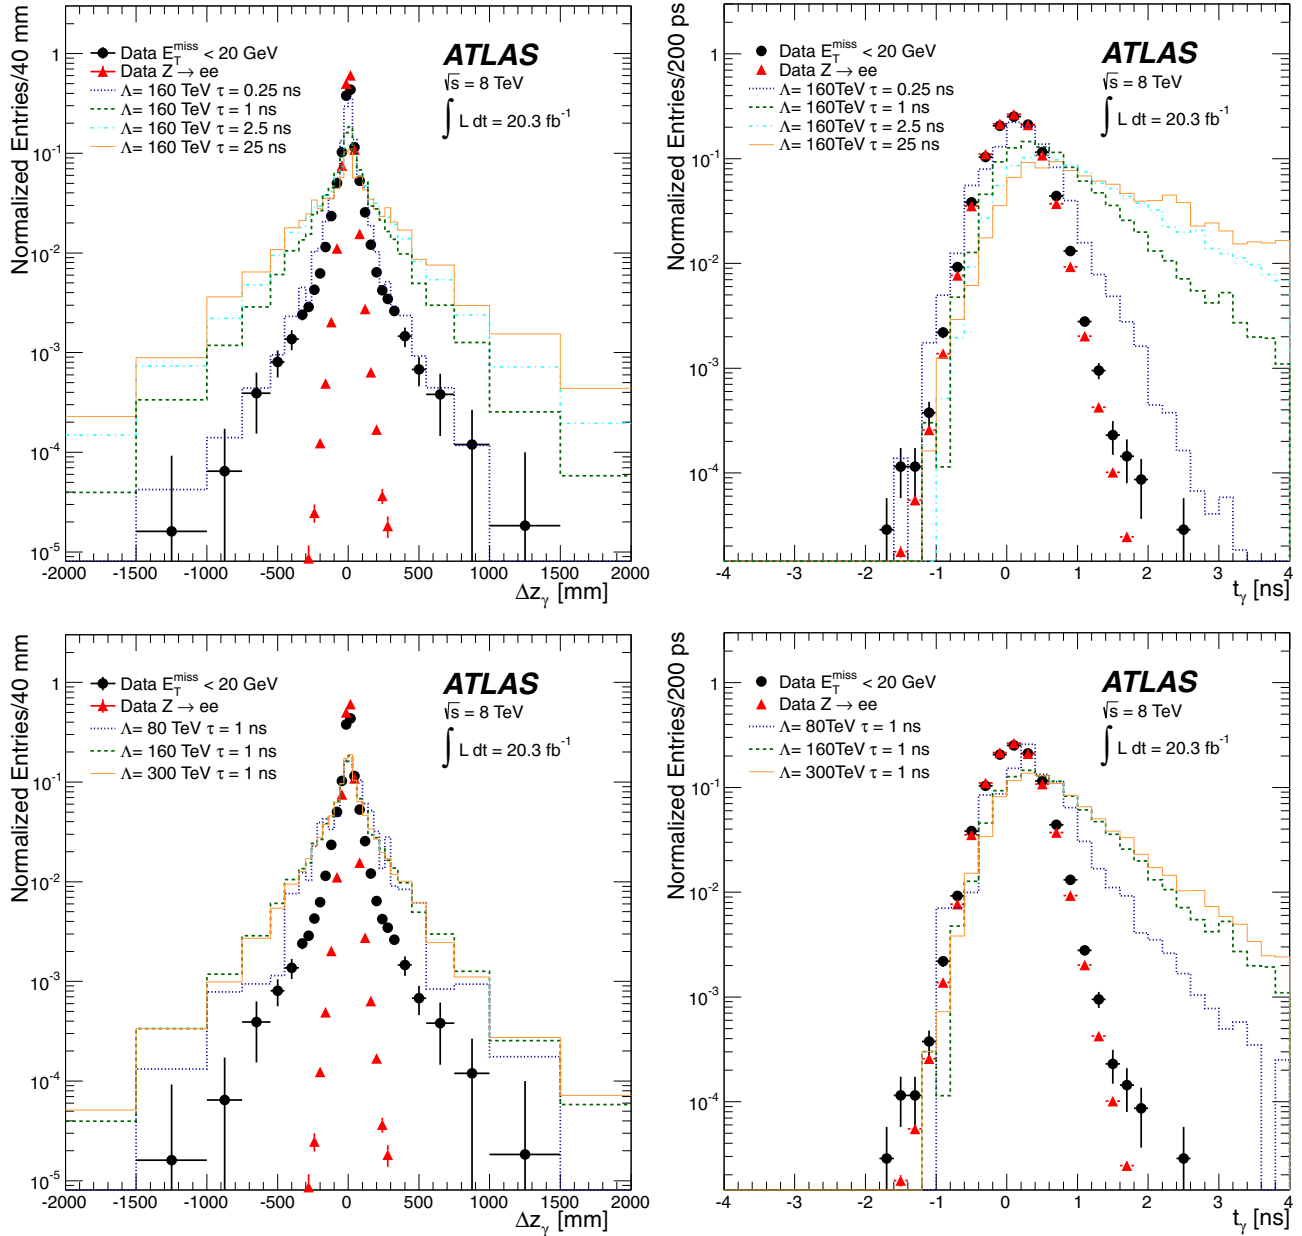 Normalized Entries/40 mm
Data E_T^miss < 20 GeV
Data Z → ee
Λ= 160 TeV τ = 0.25 ns
Λ= 160 TeV τ = 1 ns
Λ= 160 TeV τ = 2.5 ns
Λ= 160 TeV τ = 25 ns
ATLAS
√s = 8 TeV
∫ L dt = 20.3 fb⁻¹
1
10⁻¹
10⁻²
10⁻³
10⁻⁴
10⁻⁵
-2000 -1500 -1000 -500 0 500 1000 1500 2000
Δz_γ [mm]
Normalized Entries/200 ps
Data E_T^miss < 20 GeV
Data Z → ee
Λ= 160TeV τ = 0.25 ns
Λ= 160TeV τ = 1 ns
Λ= 160TeV τ = 2.5 ns
Λ= 160TeV τ = 25 ns
ATLAS
√s = 8 TeV
∫ L dt = 20.3 fb⁻¹
1
10⁻¹
10⁻²
10⁻³
10⁻⁴
-4 -3 -2 -1 0 1 2 3 4
t_γ [ns]
Normalized Entries/40 mm
Data E_T^miss < 20 GeV
Data Z → ee
Λ= 80 TeV τ = 1 ns
Λ= 160 TeV τ = 1 ns
Λ= 300 TeV τ = 1 ns
ATLAS
√s = 8 TeV
∫ L dt = 20.3 fb⁻¹
1
10⁻¹
10⁻²
10⁻³
10⁻⁴
10⁻⁵
-2000 -1500 -1000 -500 0 500 1000 1500 2000
Δz_γ [mm]
Normalized Entries/200 ps
Data E_T^miss < 20 GeV
Data Z → ee
Λ= 80TeV τ = 1 ns
Λ= 160TeV τ = 1 ns
Λ= 300TeV τ = 1 ns
ATLAS
√s = 8 TeV
∫ L dt = 20.3 fb⁻¹
1
10⁻¹
10⁻²
10⁻³
10⁻⁴
-4 -3 -2 -1 0 1 2 3 4
t_γ [ns]